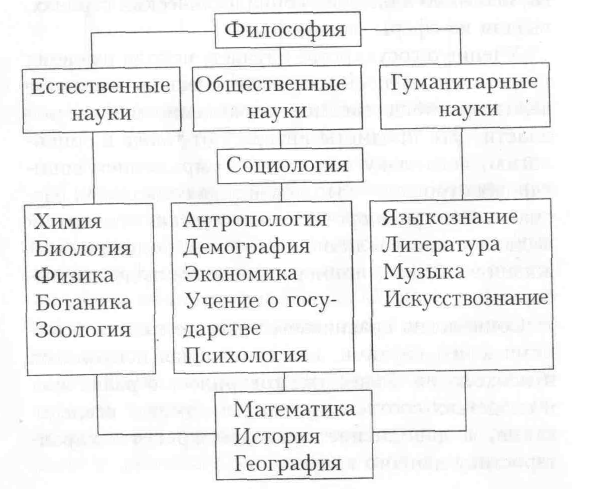 Философия
Естественные
науки
Общественные
науки
Гуманитарные
науки
Социология
Химия
Биология
Физика
Ботаника
Зоология
Антропология
Демография
Экономика
Учение о госу-
дарстве
Психология
Языкознание
Литература
Музыка
Искусствознание
Математика
История
География